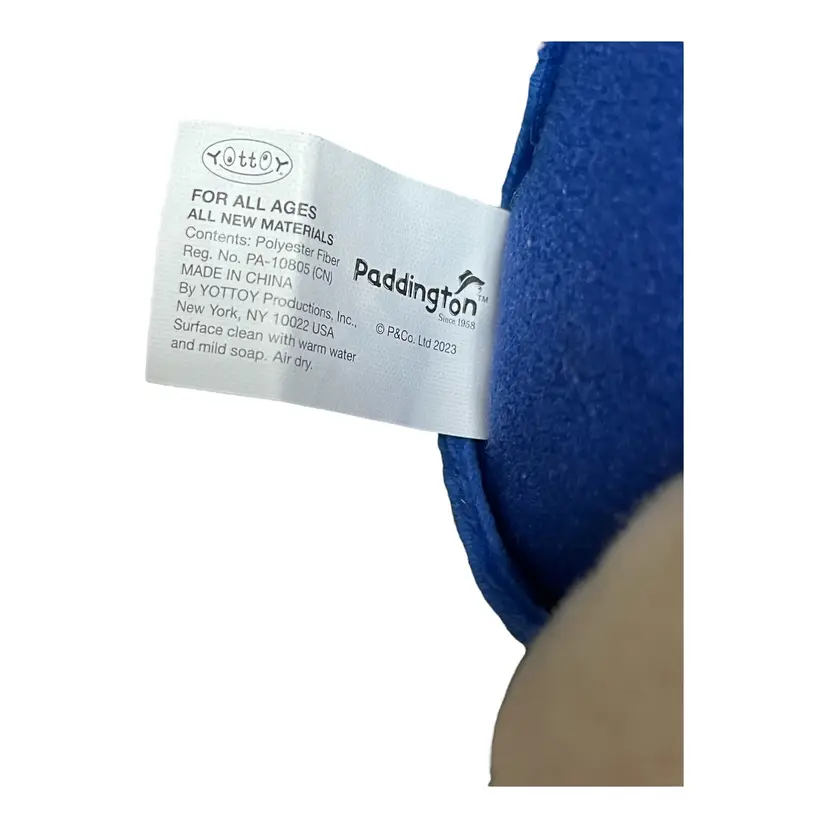 YOTTOY
FOR ALL AGES
ALL NEW MATERIALS
Contents: Polyester Fiber
Reg. No. PA-10805 (CN)
MADE IN CHINA
By YOTTOY Productions, Inc.,
New York, NY 10022 USA
Surface clean with warm water
and mild soap. Air dry.
Paddington™
Since 1958
© P&Co. Ltd 2023